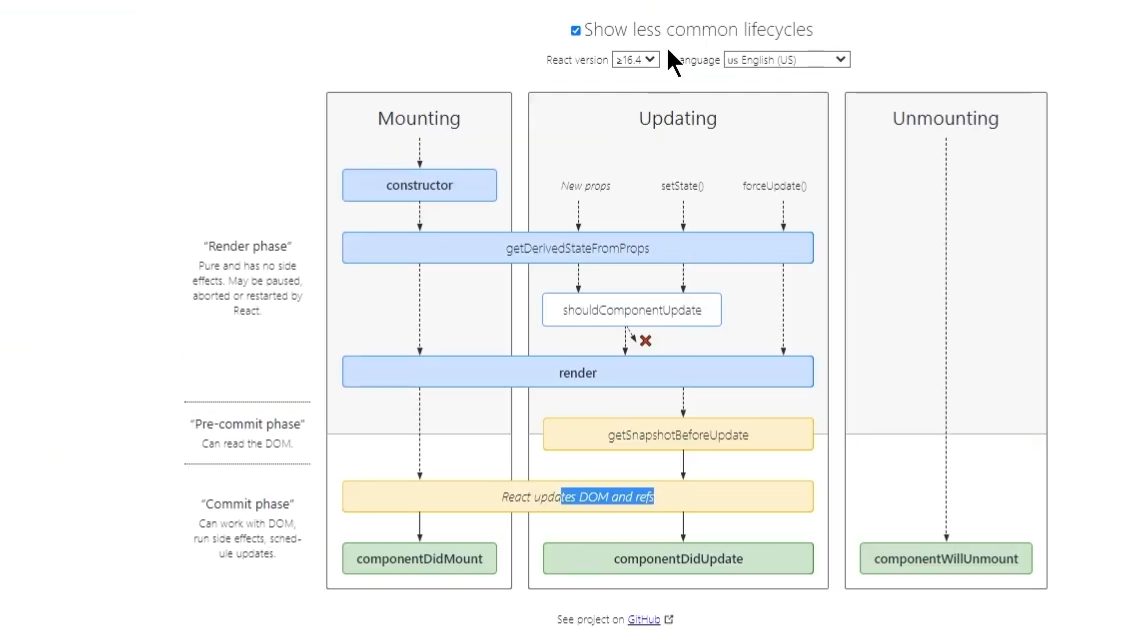 Show less common lifecycles
React version ≥16.4 anguage us English (US)
Mounting Updating Unmounting
constructor
New props setState() forceUpdate()
"Render phase"
Pure and has no side
effects. May be paused,
aborted or restarted by
React.
getDerivedStateFromProps
shouldComponentUpdate
render
"Pre-commit phase"
Can read the DOM.
getSnapshotBeforeUpdate
"Commit phase"
Can work with DOM,
run side effects, sched-
ule updates.
React updates DOM and refs
componentDidMount componentDidUpdate componentWillUnmount
See project on GitHub